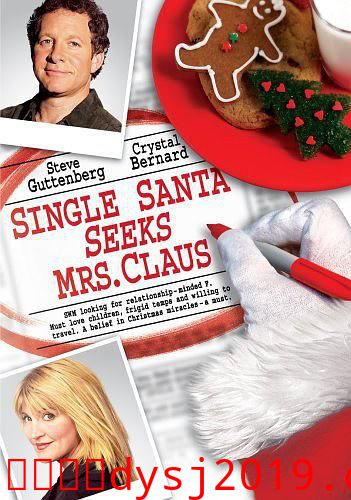 Steve
Guttenberg
Crystal
Bernard
SINGLE SANTA
SEEKS
MRS. CLAUS
SWM looking for relationship-minded F.
Must love children, frigid temps and willing to
travel. A belief in Christmas miracles-a must.
dysj2019.c